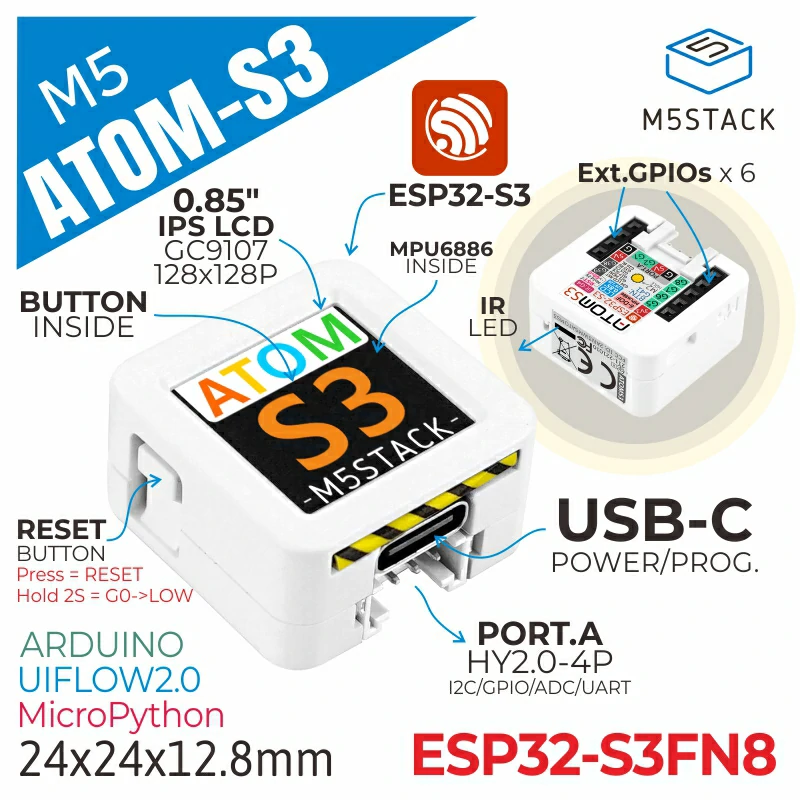 M5
ATOM-S3
M5STACK
ESP32-S3
Ext.GPIOs x 6
0.85"
IPS LCD
GC9107
128x128P
MPU6886
INSIDE
BUTTON
INSIDE
IR
LED
ATOM
S3
-M5STACK-
ATOMS3
USB-C
POWER/PROG.
RESET
BUTTON
Press = RESET
Hold 2S = G0->LOW
PORT.A
HY2.0-4P
I2C/GPIO/ADC/UART
ARDUINO
UIFLOW2.0
MicroPython
24x24x12.8mm
ESP32-S3FN8